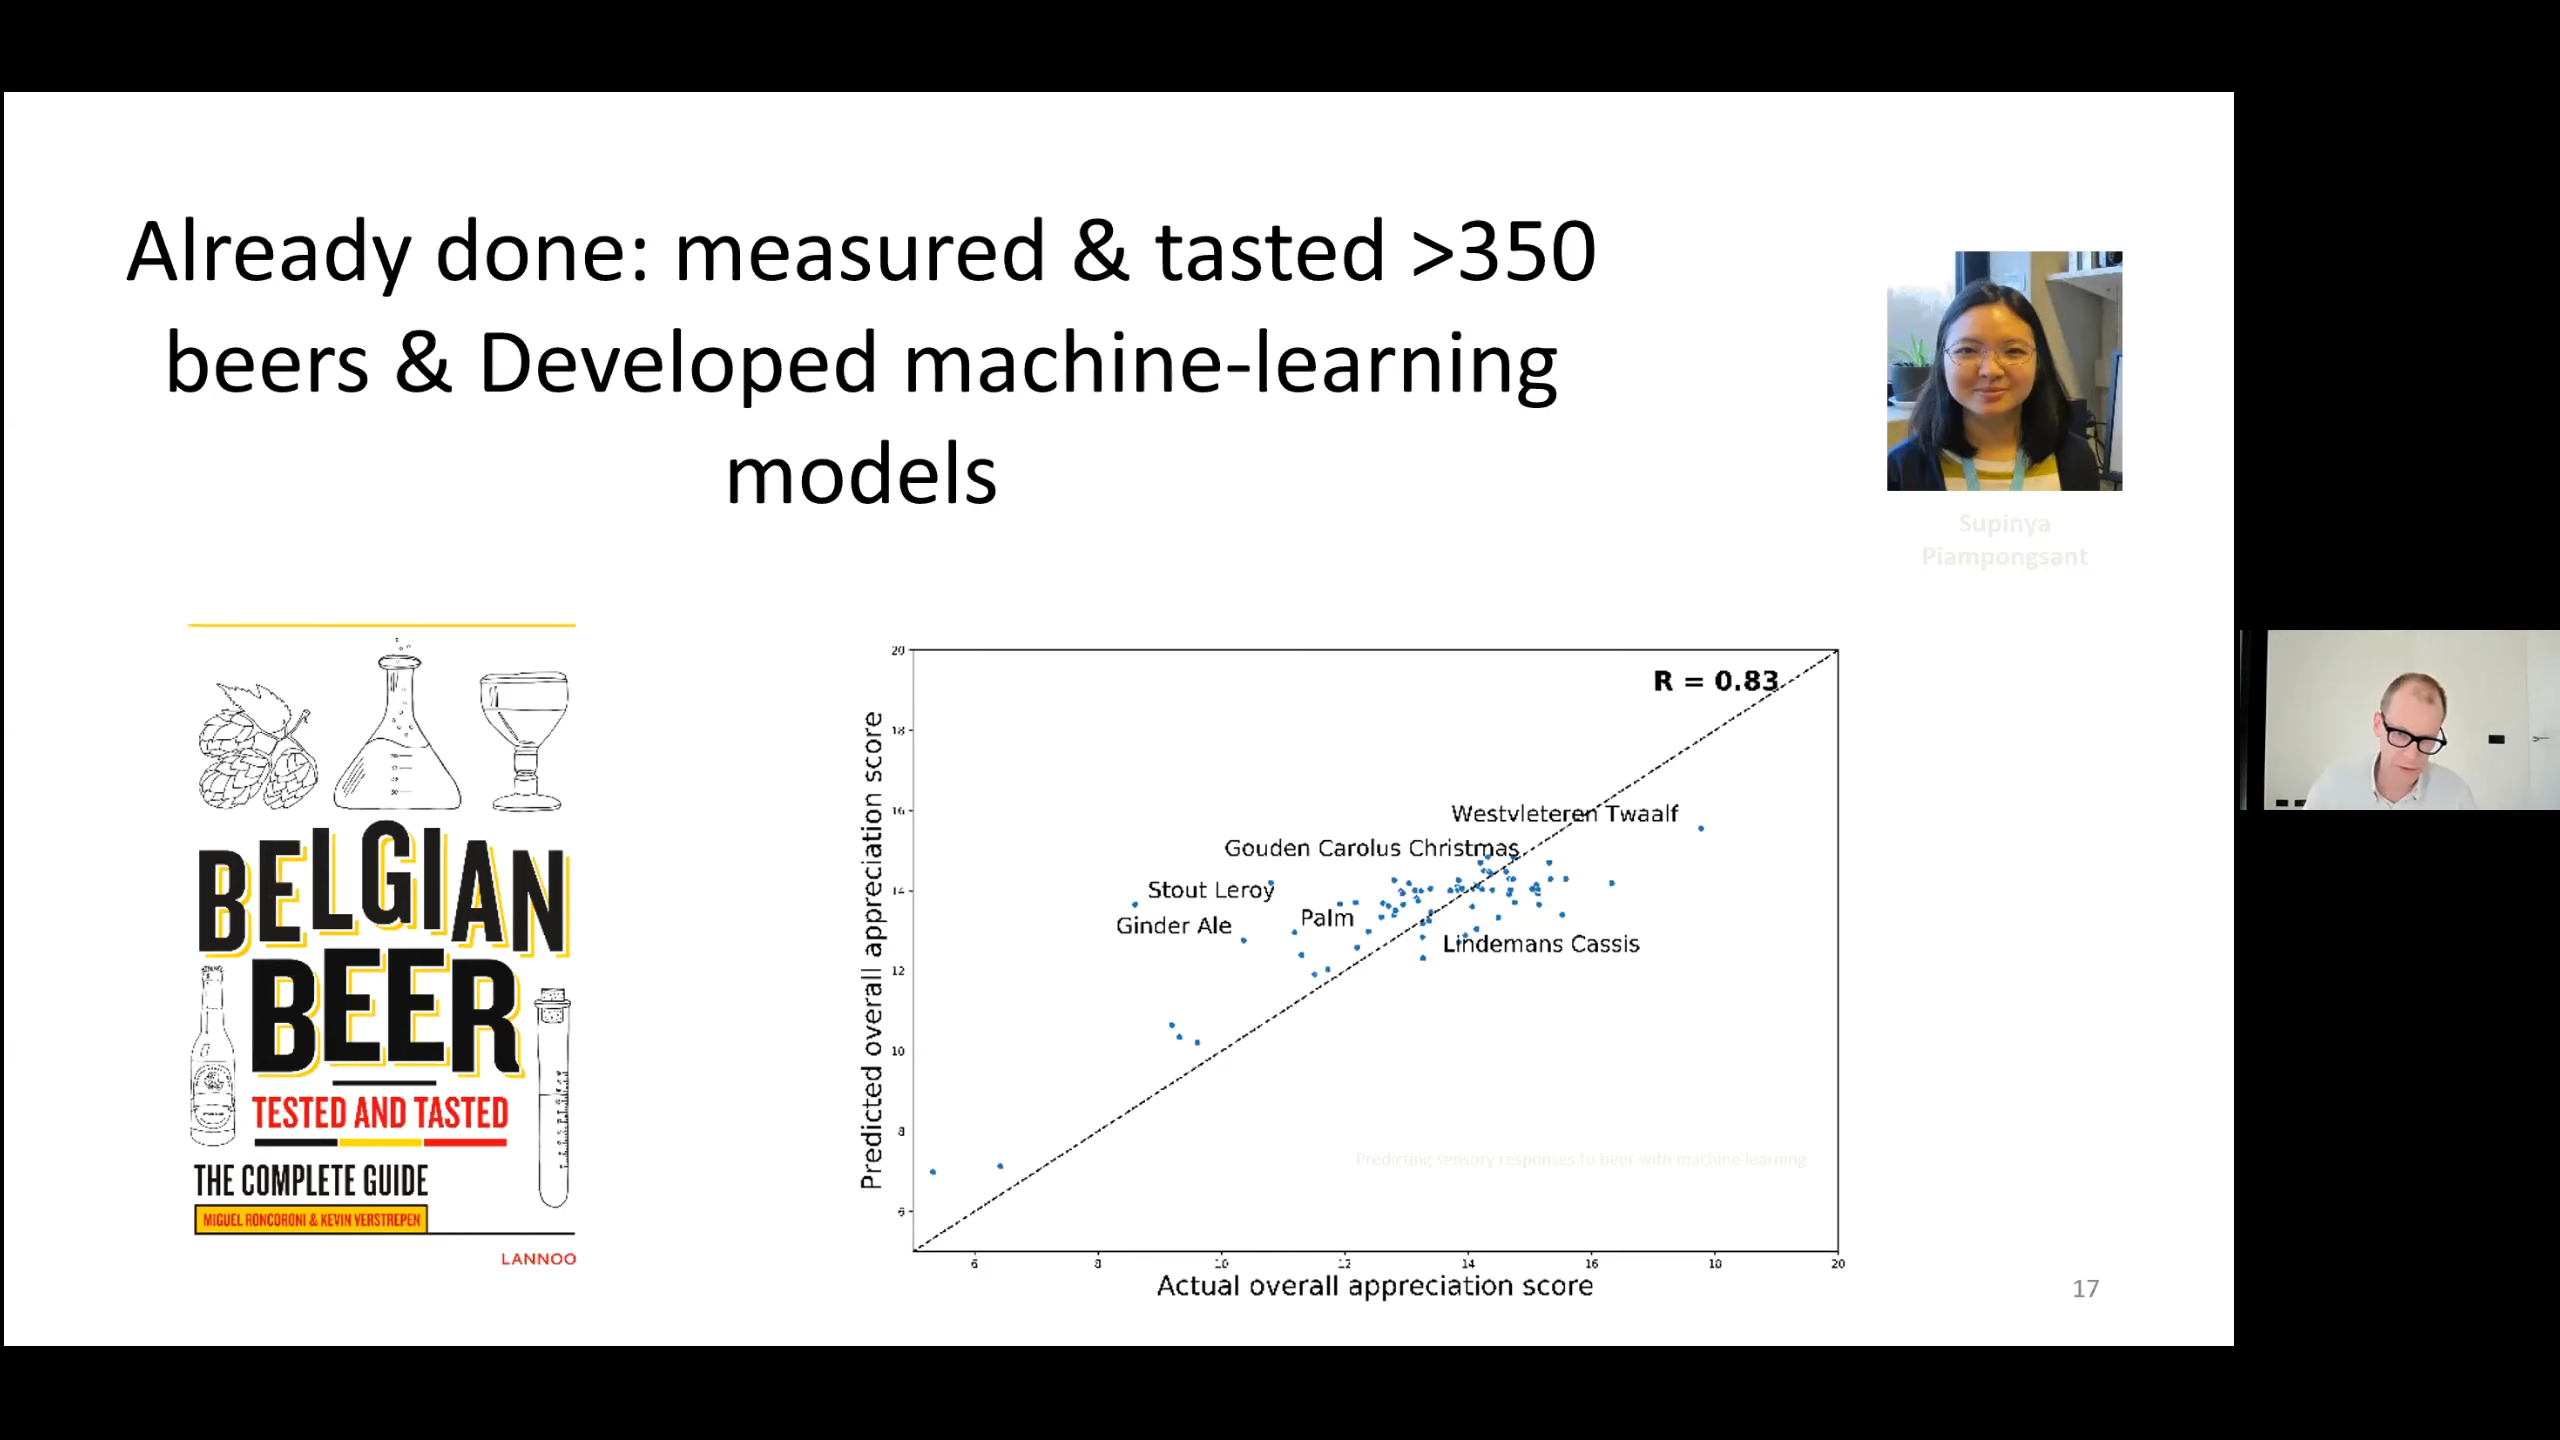 Already done: measured & tasted >350
beers & Developed machine-learning
models
Supinya
Piampongsant
BELGIAN
BEER
TESTED AND TASTED
THE COMPLETE GUIDE
MIGUEL RONCORONI & KEVIN VERSTREPEN
LANNOO
R = 0.83
Predicted overall appreciation score
20
18
16
14
12
10
8
6
Westvleteren Twaalf
Gouden Carolus Christmas
Stout Leroy
Ginder Ale
Palm
Lindemans Cassis
Predicting sensory responses to beer with machine learning
6 8 10 12 14 16 18 20
Actual overall appreciation score
17